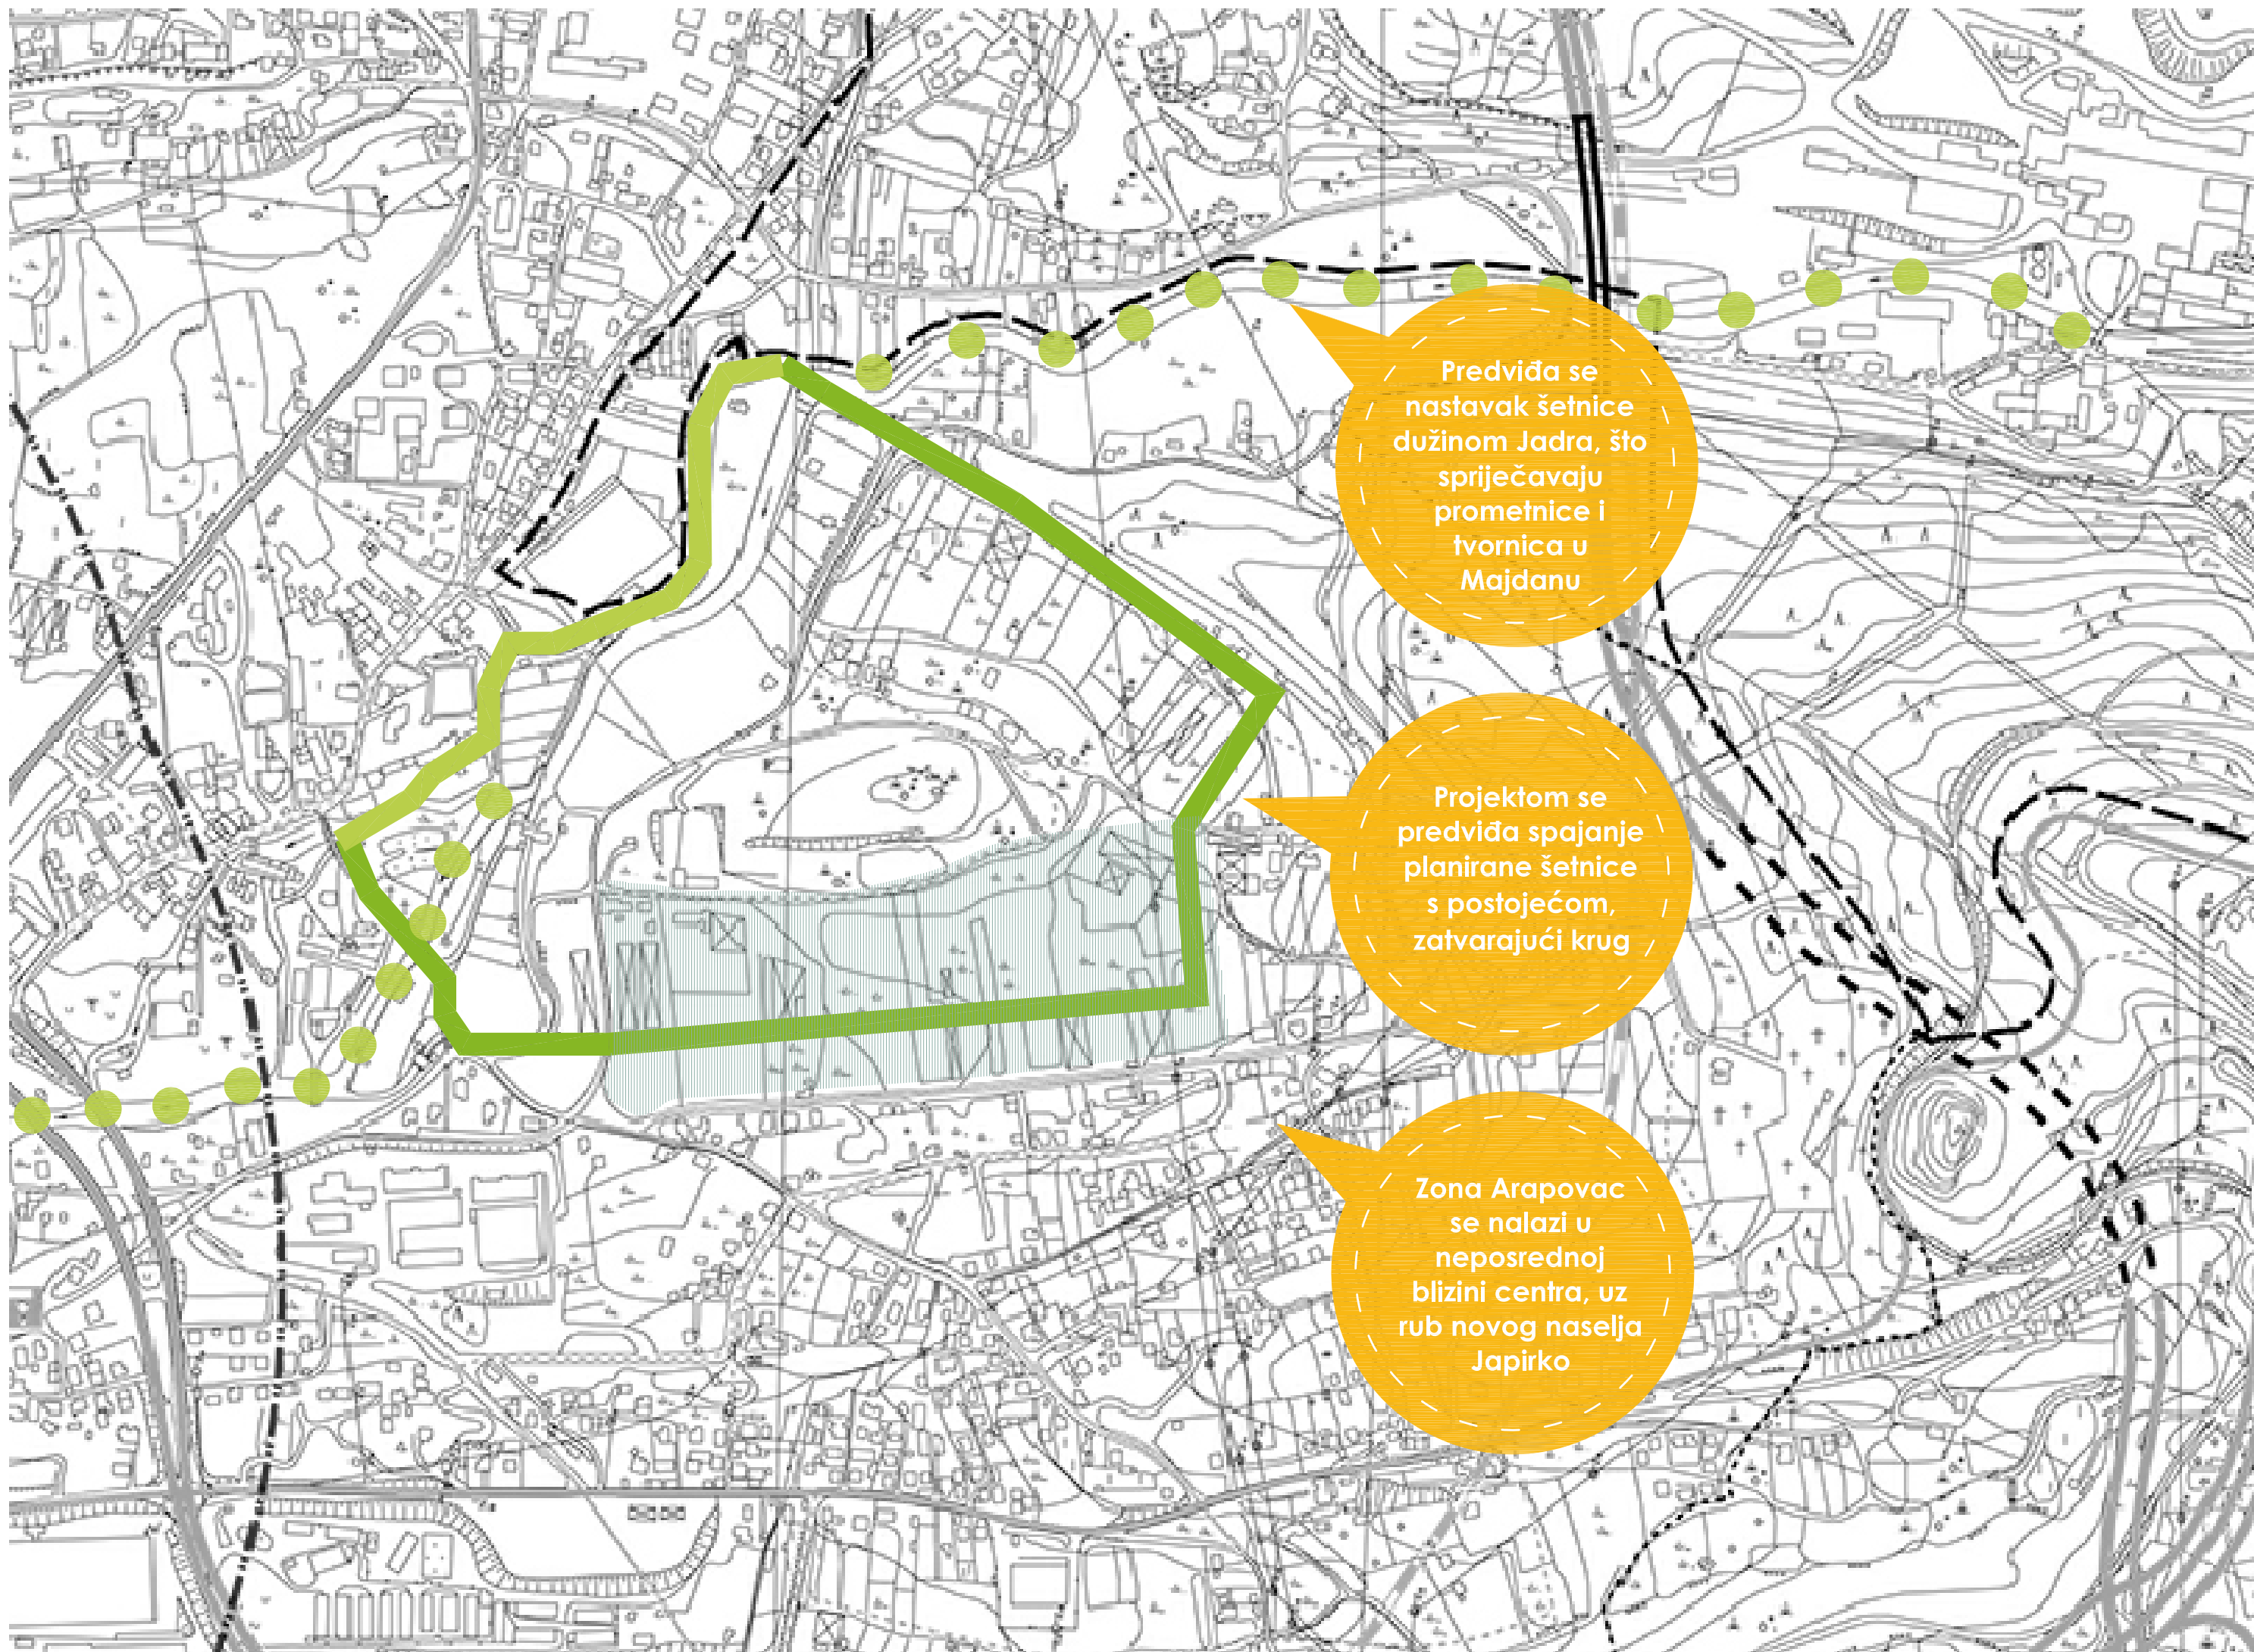 Predviđa se
nastavak šetnice
dužinom Jadra, što
spriječavaju
prometnice i
tvornica u
Majdanu
Projektom se
predviđa spajanje
planirane šetnice
s postojećom,
zatvarajući krug
Zona Arapovac
se nalazi u
neposrednoj
blizini centra, uz
rub novog naselja
Japirko